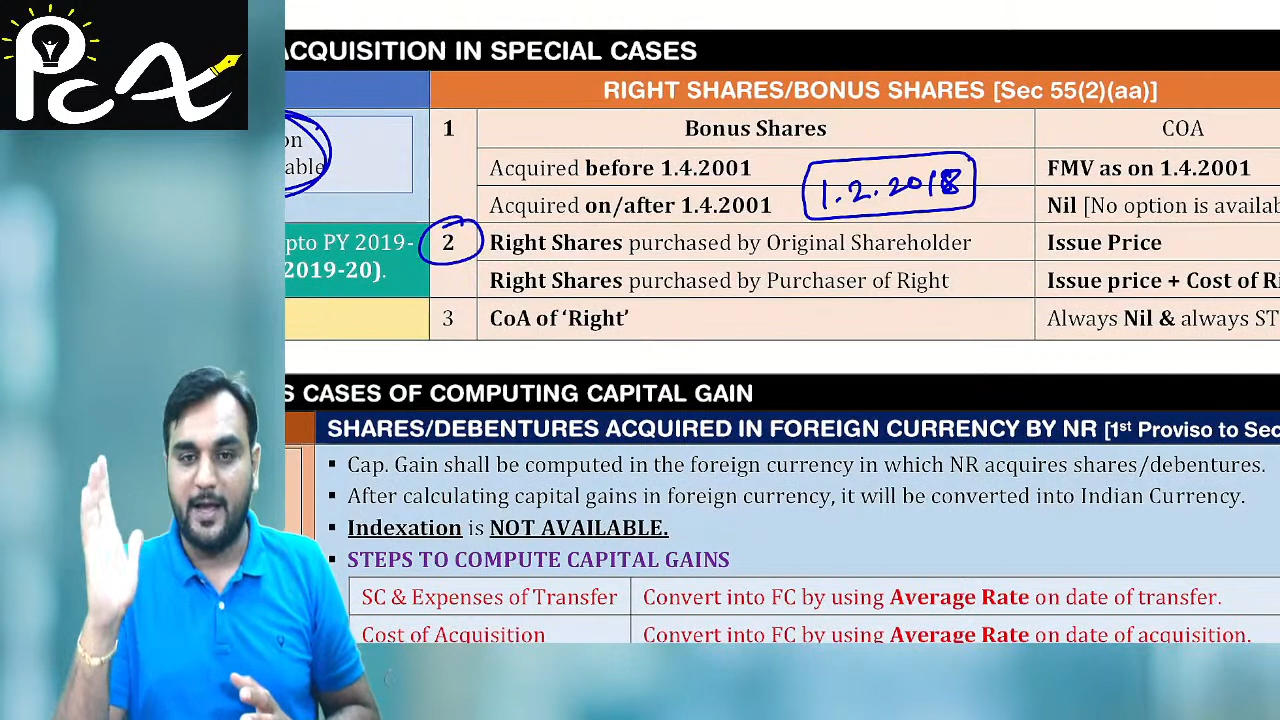 PCA
ACQUISITION IN SPECIAL CASES
RIGHT SHARES/BONUS SHARES [Sec 55(2)(aa)]
1 Bonus Shares COA
Acquired before 1.4.2001 FMV as on 1.4.2001
1.2.2018
Acquired on/after 1.4.2001 Nil [No option is availa
pto PY 2019-
2019-20).
2 Right Shares purchased by Original Shareholder Issue Price
Right Shares purchased by Purchaser of Right Issue price + Cost of Ri
3 CoA of ‘Right’ Always Nil & always ST
S CASES OF COMPUTING CAPITAL GAIN
SHARES/DEBENTURES ACQUIRED IN FOREIGN CURRENCY BY NR [1st Proviso to Sec
▪ Cap. Gain shall be computed in the foreign currency in which NR acquires shares/debentures.
▪ After calculating capital gains in foreign currency, it will be converted into Indian Currency.
▪ Indexation is NOT AVAILABLE.
▪ STEPS TO COMPUTE CAPITAL GAINS
SC & Expenses of Transfer Convert into FC by using Average Rate on date of transfer.
Cost of Acquisition Convert into FC by using Average Rate on date of acquisition.